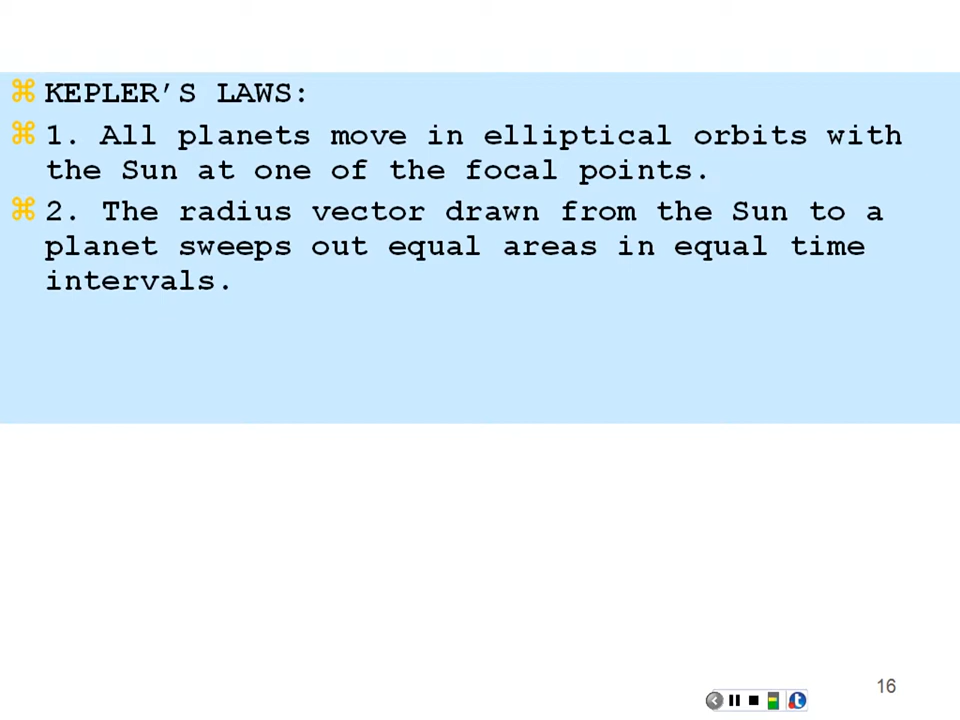 ⌘ KEPLER’S LAWS:
⌘ 1. All planets move in elliptical orbits with
the Sun at one of the focal points.
⌘ 2. The radius vector drawn from the Sun to a
planet sweeps out equal areas in equal time
intervals.
16